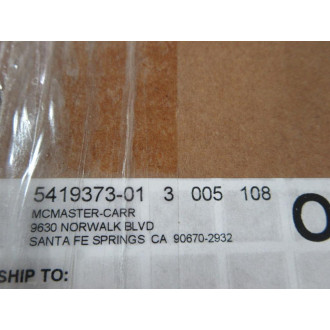 5419373-01 3 005 108
MCMASTER-CARR
9630 NORWALK BLVD
SANTA FE SPRINGS CA 90670-2932
SHIP TO: